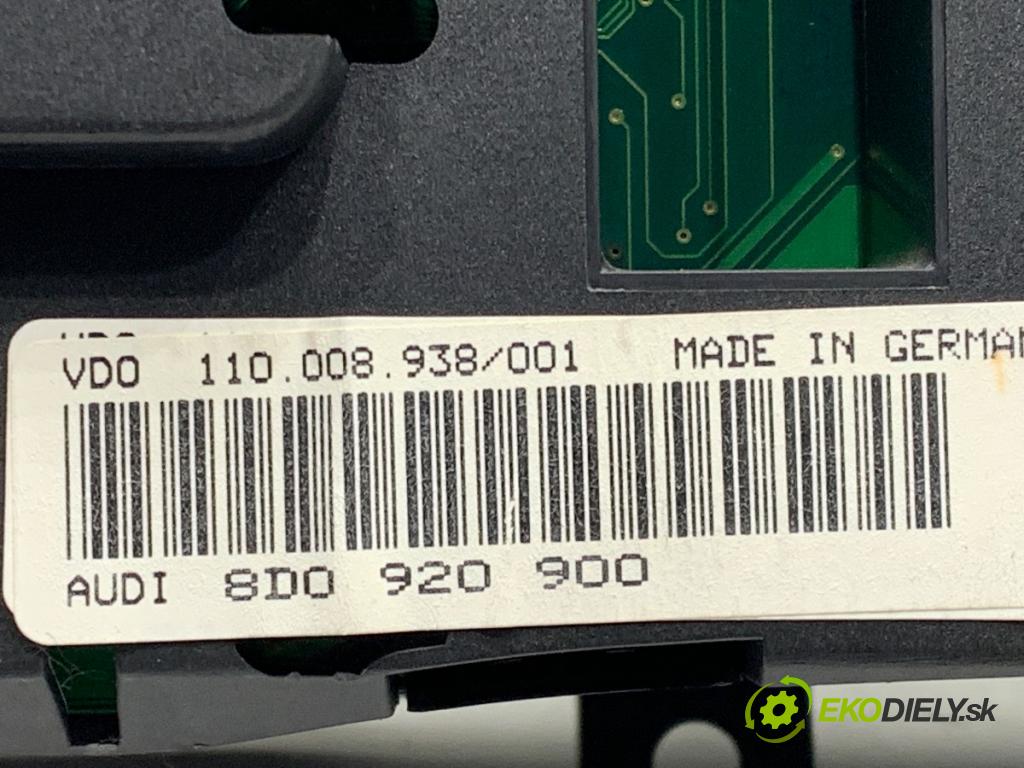 VDO 110.008.938/001 MADE IN GERMAN
AUDI 8D0 920 900
EKODIELY.sk